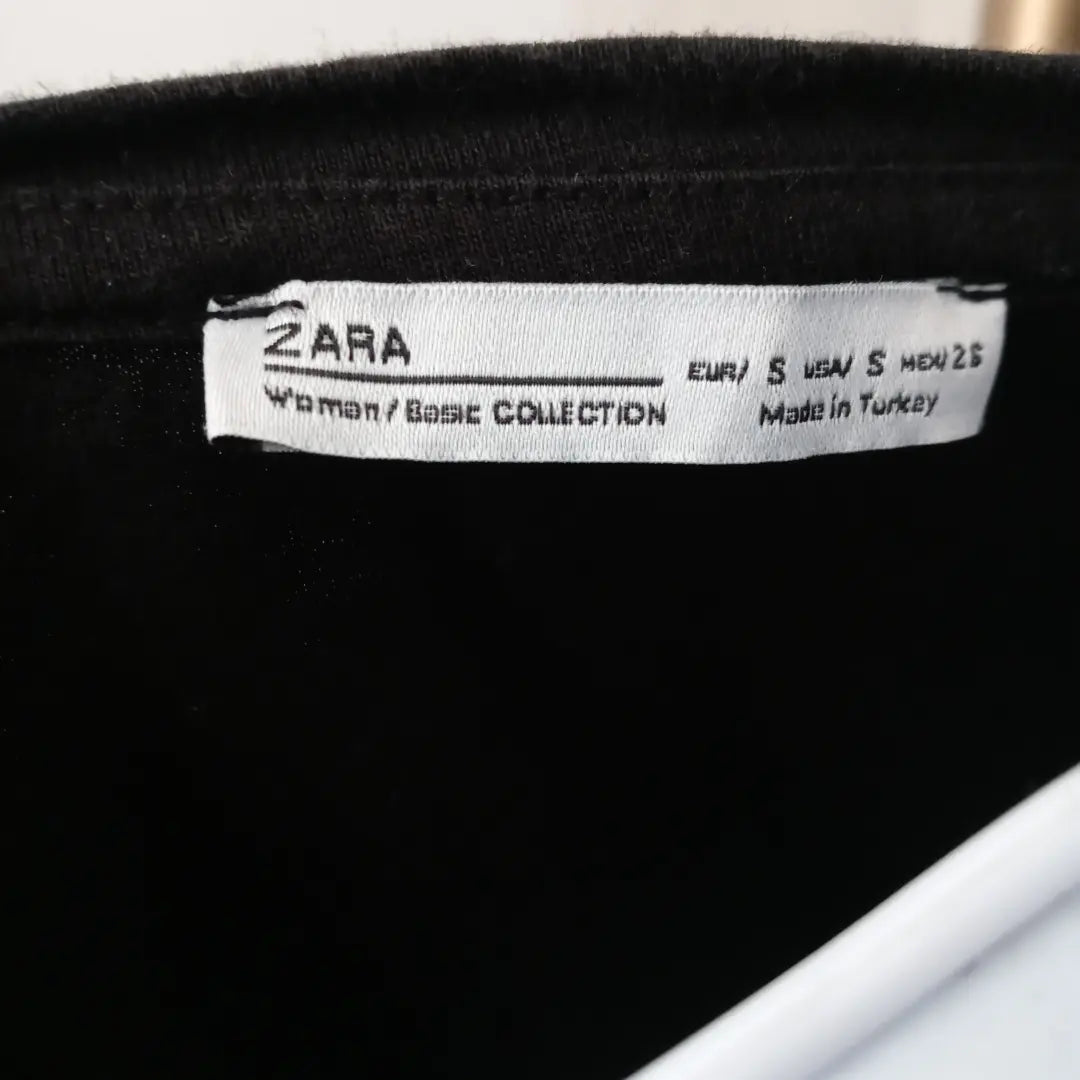 ZARA
Woman / Basic COLLECTION
EUR/ S USA/ S MEX/ 26
Made in Turkey